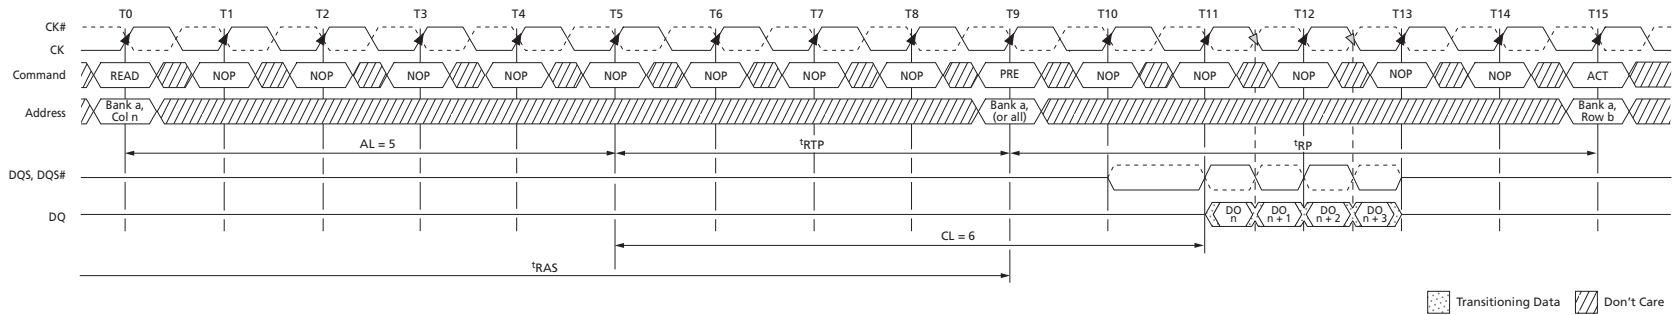 T0 T1 T2 T3 T4 T5 T6 T7 T8 T9 T10 T11 T12 T13 T14 T15
CK#
CK
Command READ NOP NOP NOP NOP NOP NOP NOP NOP PRE NOP NOP NOP NOP NOP ACT
Address Bank a, Bank a, Bank a,
Col n (or all) Row b
AL = 5 tRTP tRP
DQS, DQS#
DQ DO DO DO DO
n n + 1 n + 2 n + 3
CL = 6
tRAS
Transitioning Data Don't Care